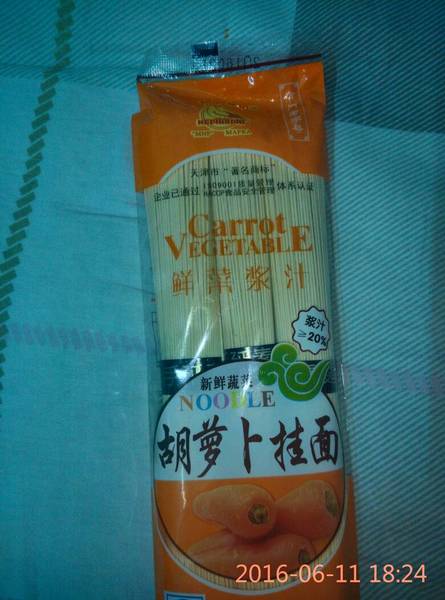 天津市“著名商标”
企业已通过 ISO9001质量管理 体系认证
HACCP食品安全管理
Carrot
VEGETABLE
鲜蔬浆汁
浆汁
≥20%
新鲜蔬菜
NOODLE
胡萝卜挂面
2016-06-11 18:24